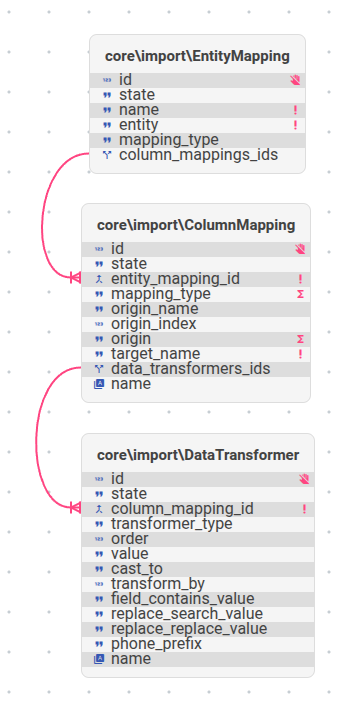 core\import\EntityMapping
id
state
name !
entity !
mapping_type
column_mappings_ids
core\import\ColumnMapping
id
state
entity_mapping_id !
mapping_type Σ
origin_name
origin_index
origin Σ
target_name !
data_transformers_ids
name
core\import\DataTransformer
id
state
column_mapping_id !
transformer_type
order
value
cast_to
transform_by
field_contains_value
replace_search_value
replace_replace_value
phone_prefix
name